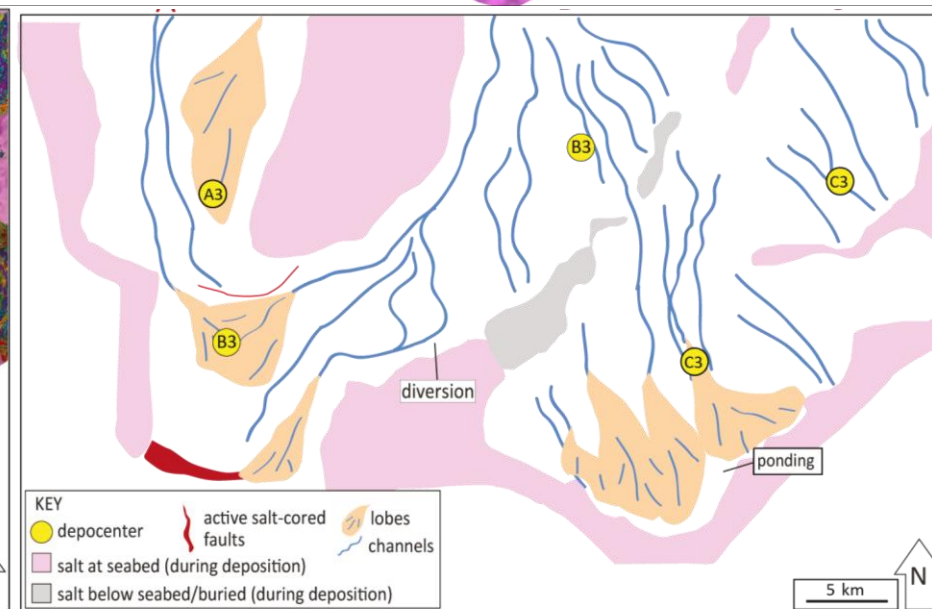 A3
B3
C3
B3
C3
diversion
ponding
KEY
depocenter
active salt-cored
faults
lobes
channels
salt at seabed (during deposition)
salt below seabed/buried (during deposition)
5 km
N